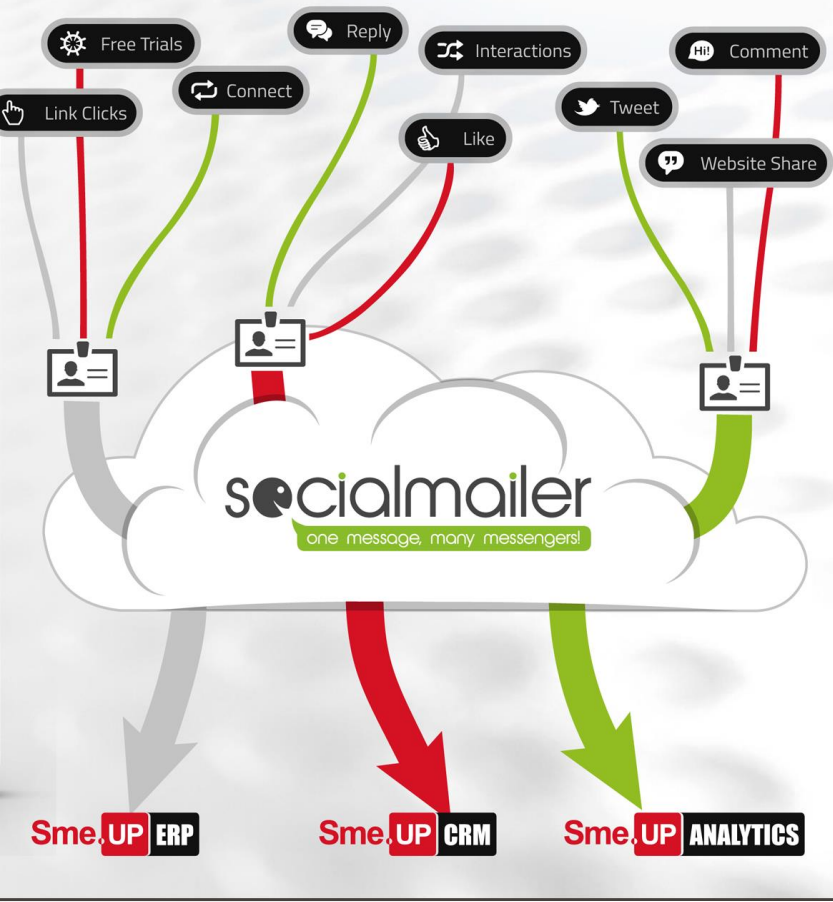 Free Trials
Reply
Interactions
Hi! Comment
Link Clicks
Connect
Like
Tweet
Website Share
socialmailer
one message, many messengers!
Sme.UP ERP
Sme.UP CRM
Sme.UP ANALYTICS